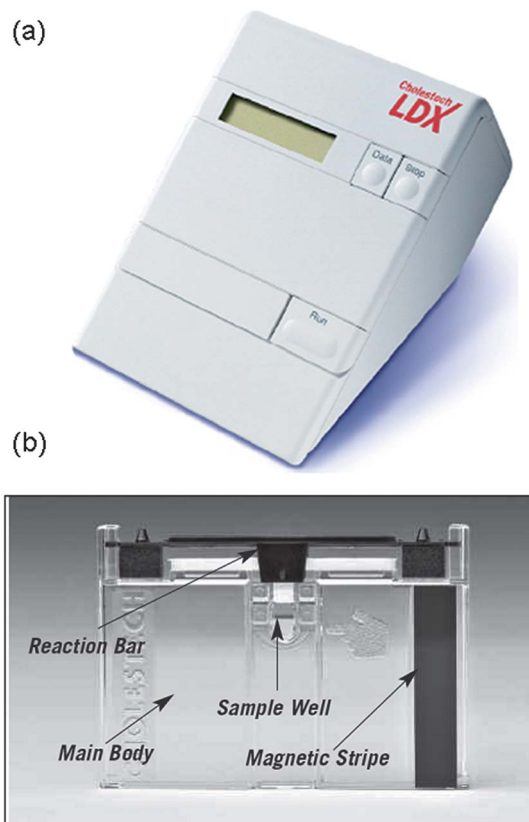 (a)
Cholestech
LDX
Data
Stop
Run
(b)
CHOLESTECH
Reaction Bar
Sample Well
Main Body
Magnetic Stripe